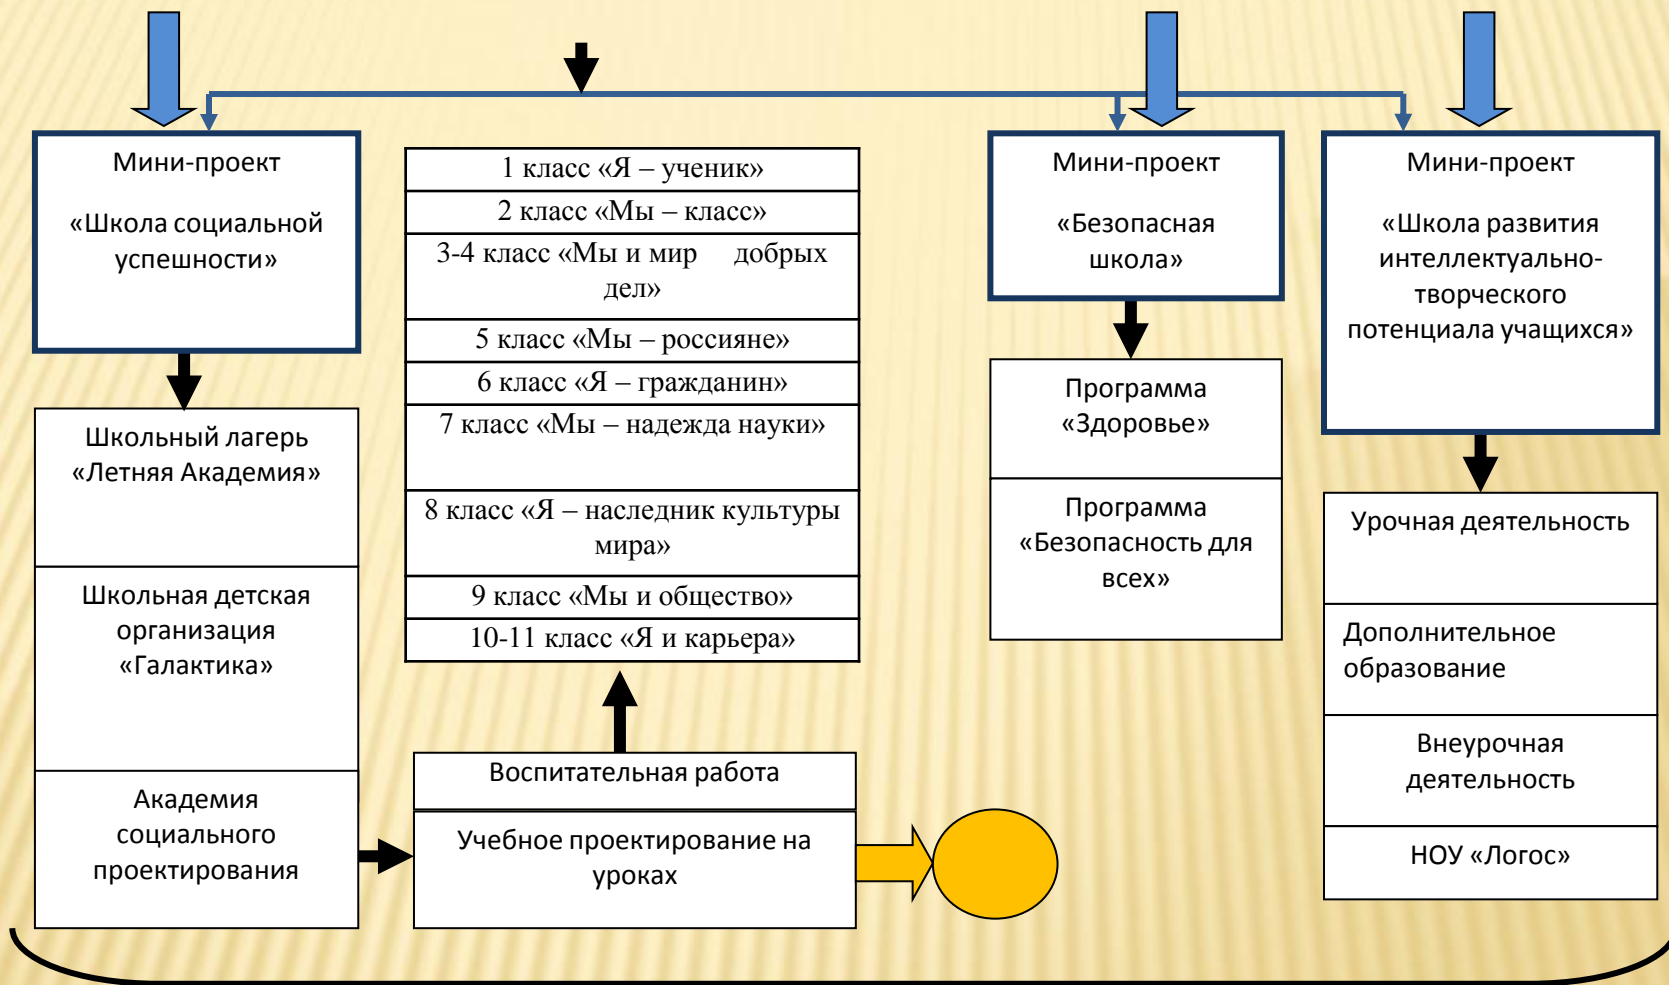 Мини-проект
«Школа социальной
успешности»
Школьный лагерь
«Летняя Академия»
Школьная детская
организация
«Галактика»
Академия
социального
проектирования
1 класс «Я – ученик»
2 класс «Мы – класс»
3-4 класс «Мы и мир добрых
дел»
5 класс «Мы – россияне»
6 класс «Я – гражданин»
7 класс «Мы – надежда науки»
8 класс «Я – наследник культуры
мира»
9 класс «Мы и общество»
10-11 класс «Я и карьера»
Воспитательная работа
Учебное проектирование на
уроках
Мини-проект
«Безопасная
школа»
Программа
«Здоровье»
Программа
«Безопасность для
всех»
Мини-проект
«Школа развития
интеллектуально-
творческого
потенциала учащихся»
Урочная деятельность
Дополнительное
образование
Внеурочная
деятельность
НОУ «Логос»